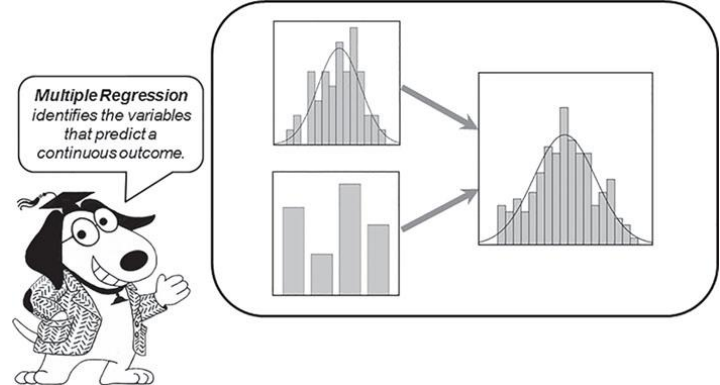 Multiple Regression
identifies the variables
that predict a
continuous outcome.